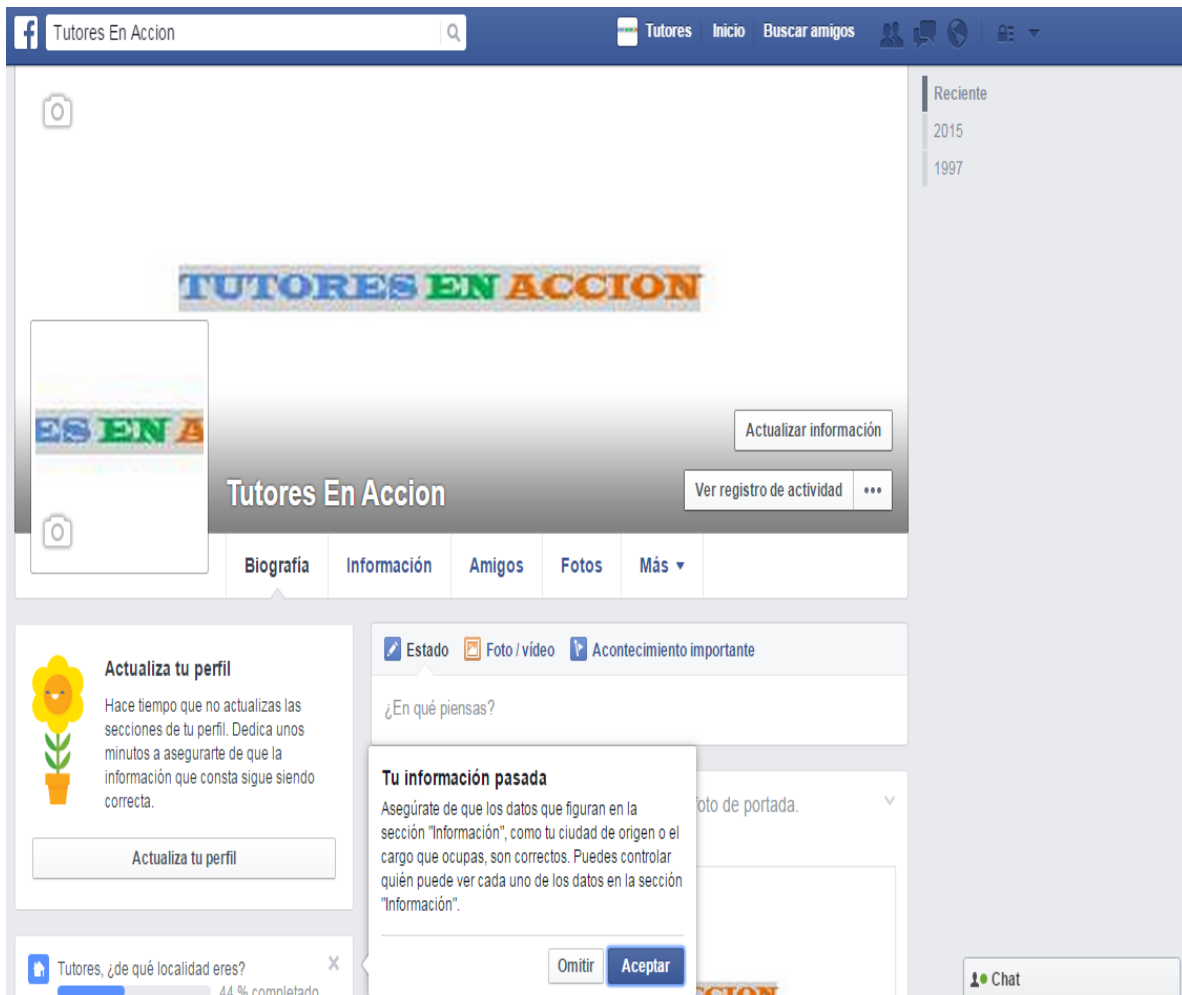 Tutores En Accion
Tutores Inicio Buscar amigos
Reciente
2015
1997
TUTORES EN ACCION
ES EN A
Actualizar información
Tutores En Accion
Ver registro de actividad
Biografía Información Amigos Fotos Más
Estado Foto / vídeo Acontecimiento importante
¿En qué piensas?
Actualiza tu perfil
Hace tiempo que no actualizas las
secciones de tu perfil. Dedica unos
minutos a asegurarte de que la
información que consta sigue siendo
correcta.
Actualiza tu perfil
Tu información pasada
Asegúrate de que los datos que figuran en la
sección "Información", como tu ciudad de origen o el
cargo que ocupas, son correctos. Puedes controlar
quién puede ver cada uno de los datos en la sección
"Información".
Omitir Aceptar
foto de portada.
Tutores, ¿de qué localidad eres?
44 % completado
CCION
Chat